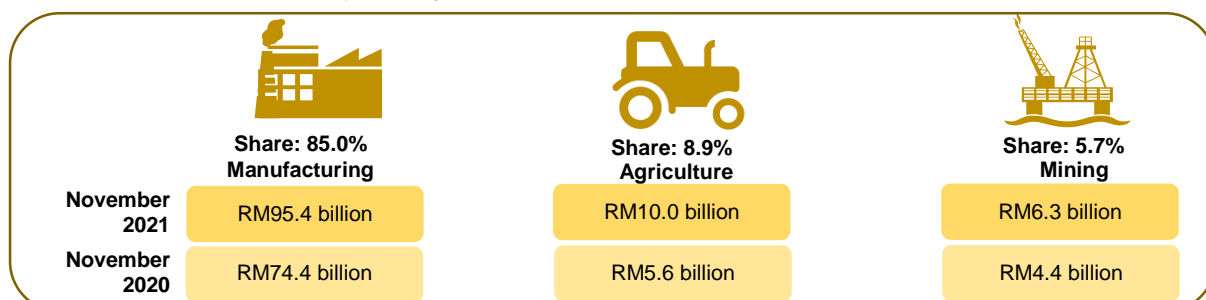 Share: 85.0%
Manufacturing
Share: 8.9%
Agriculture
Share: 5.7%
Mining
November
2021
RM95.4 billion
RM10.0 billion
RM6.3 billion
November
2020
RM74.4 billion
RM5.6 billion
RM4.4 billion